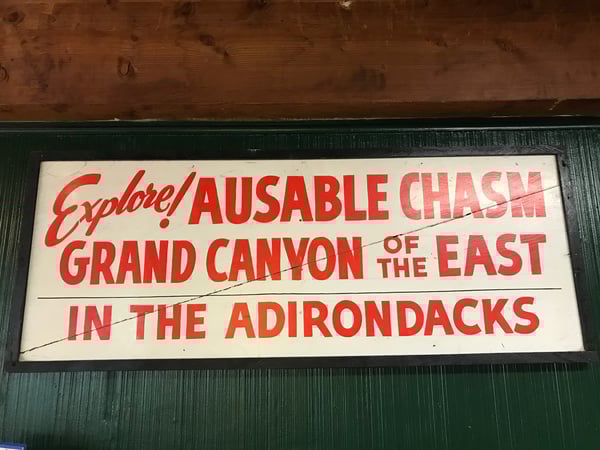 Explore! AUSABLE CHASM
GRAND CANYON OF THE EAST
IN THE ADIRONDACKS